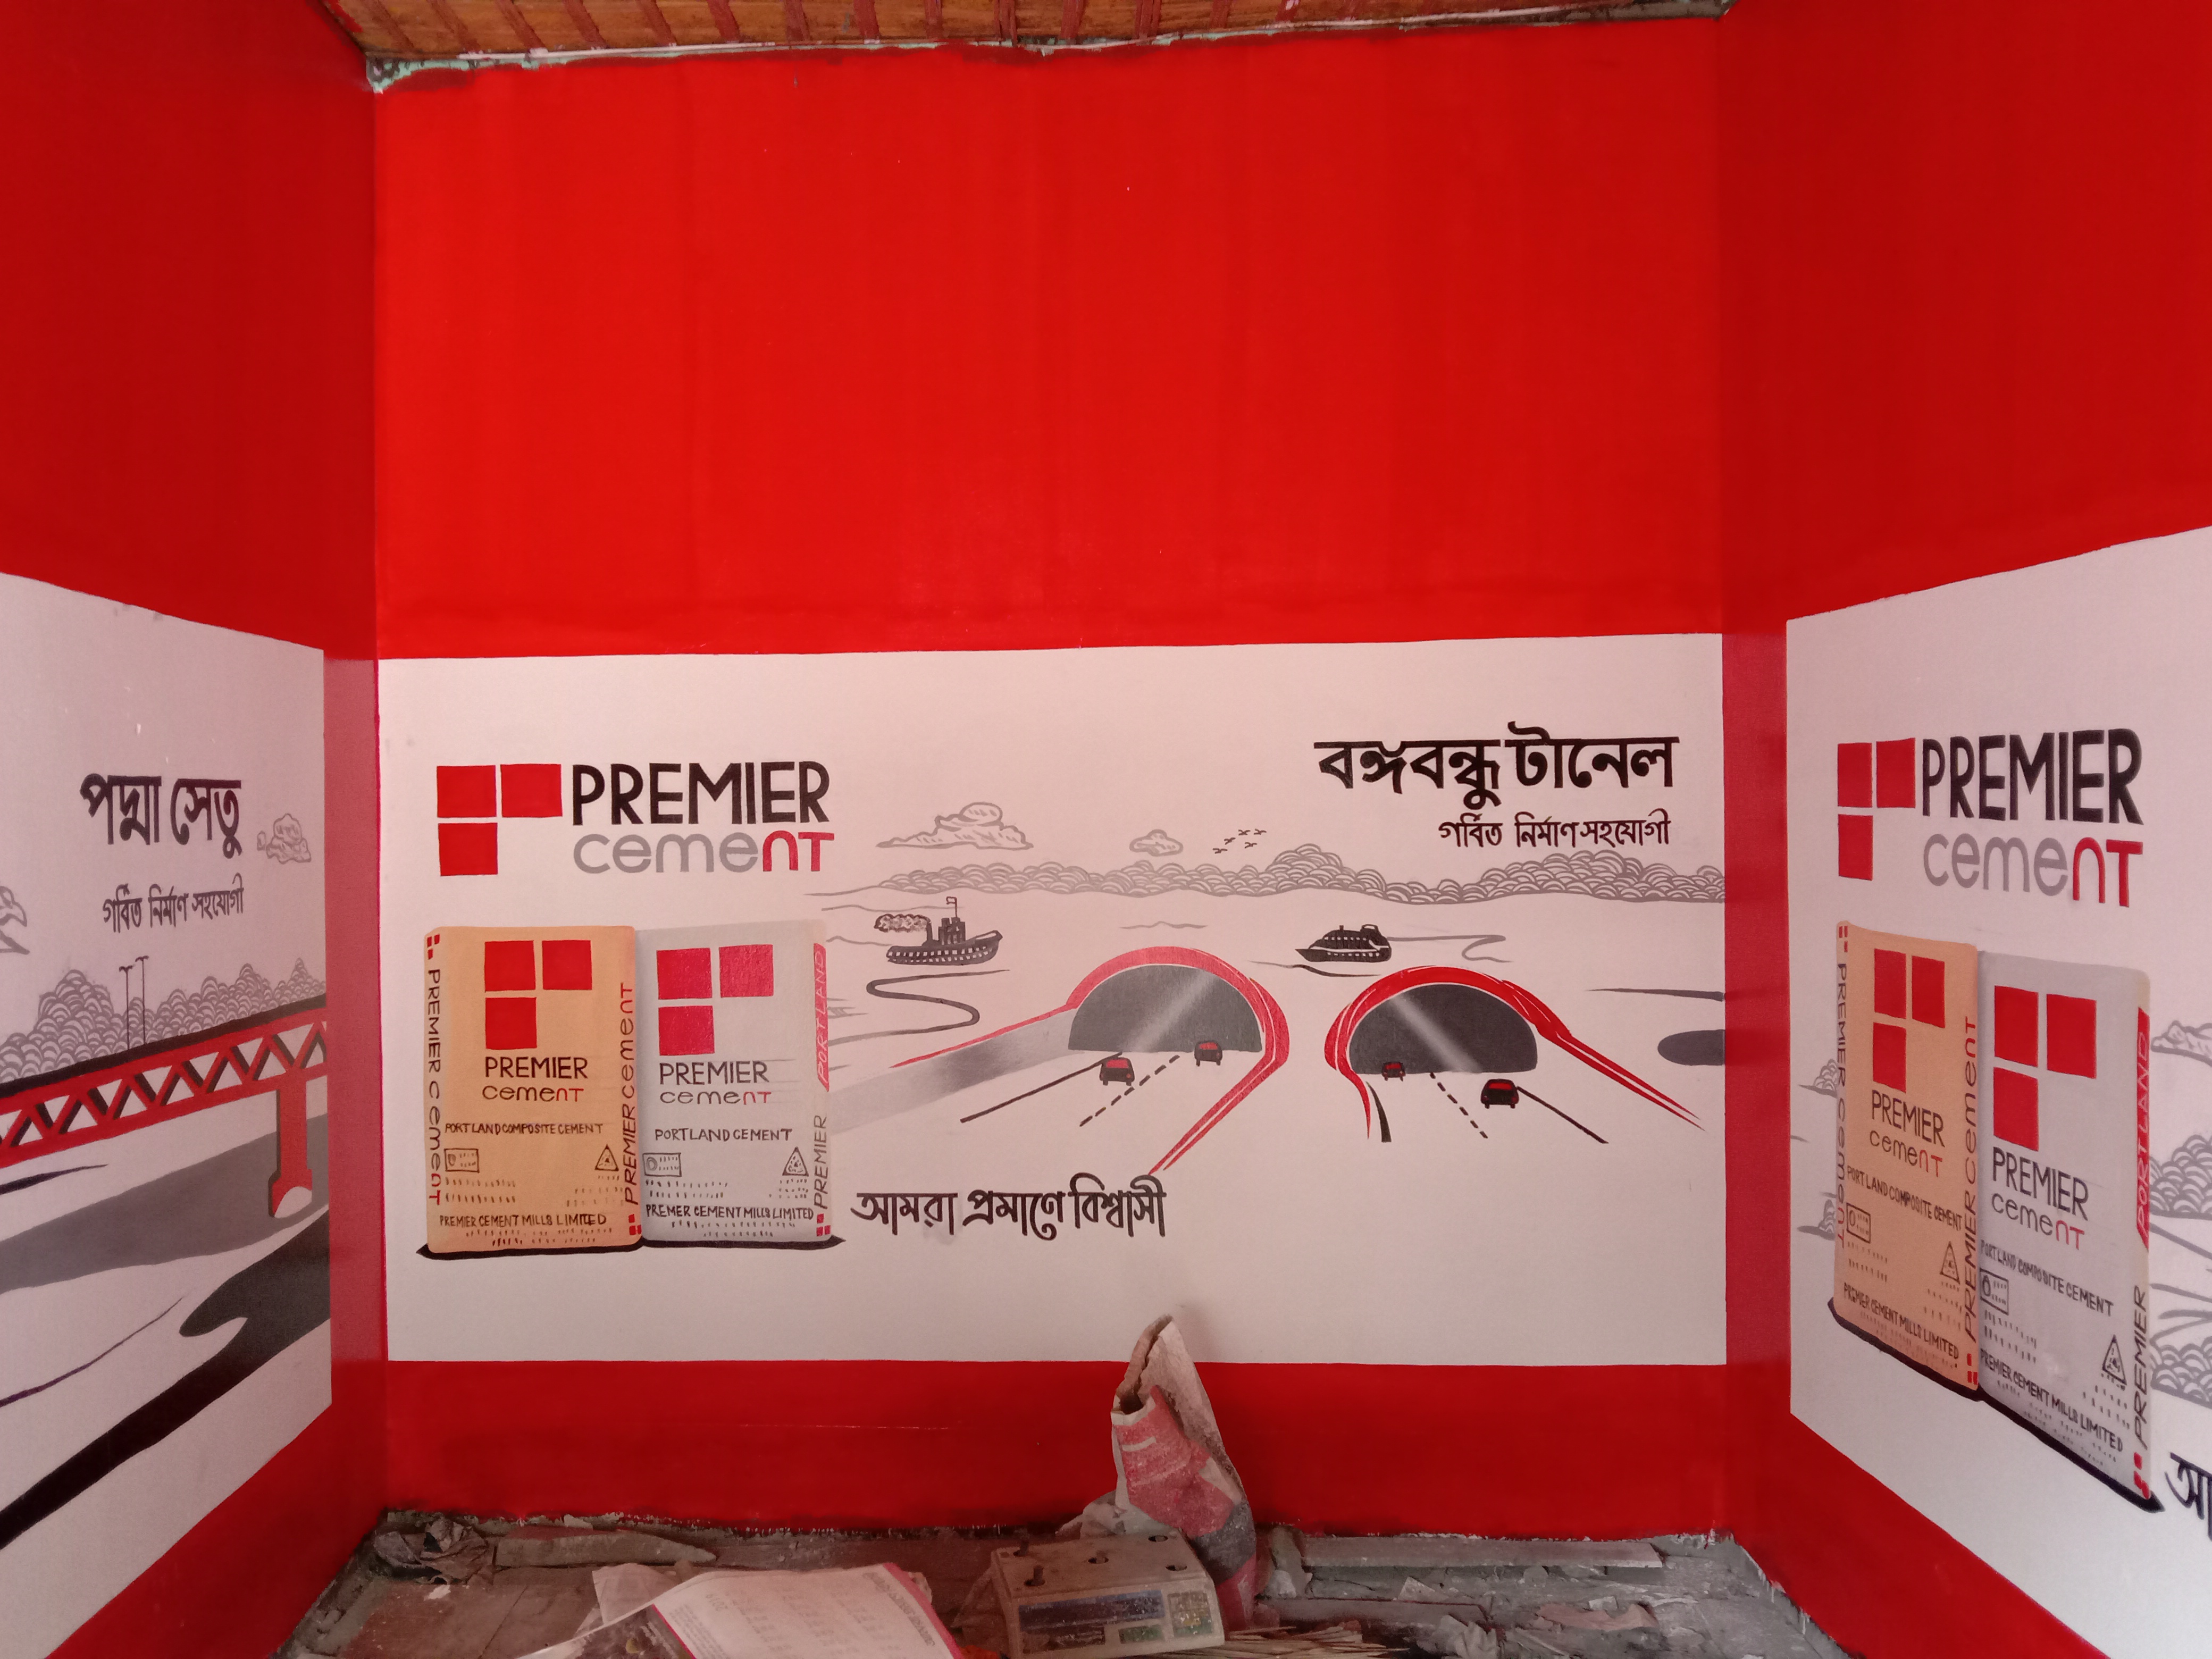 পদ্মা সেতু
গর্বিত নির্মাণ সহযোগী
PREMIER
cement
বঙ্গবন্ধু টানেল
গর্বিত নির্মাণ সহযোগী
PREMIER cement
PREMIER
cement
PORTLAND COMPOSITE CEMENT
PREMIER CEMENT MILLS LIMITED
PREMIER cement
PREMIER
cement
PORTLAND CEMENT
PREMER CEMENT MILLS LIMITED
PORTLAND
PREMIER
আমরা প্রমাণে বিশ্বাসী
PREMIER
cement
PREMIER cement
PREMIER
cement
PORTLAND COMPOSITE CEMENT
PREMIER CEMENT MILLS LIMITED
PREMIER cement
PREMIER
cement
PORTLAND COMPOSITE CEMENT
PREMIER CEMENT MILLS LIMITED
PORTLAND
PREMIER
আ